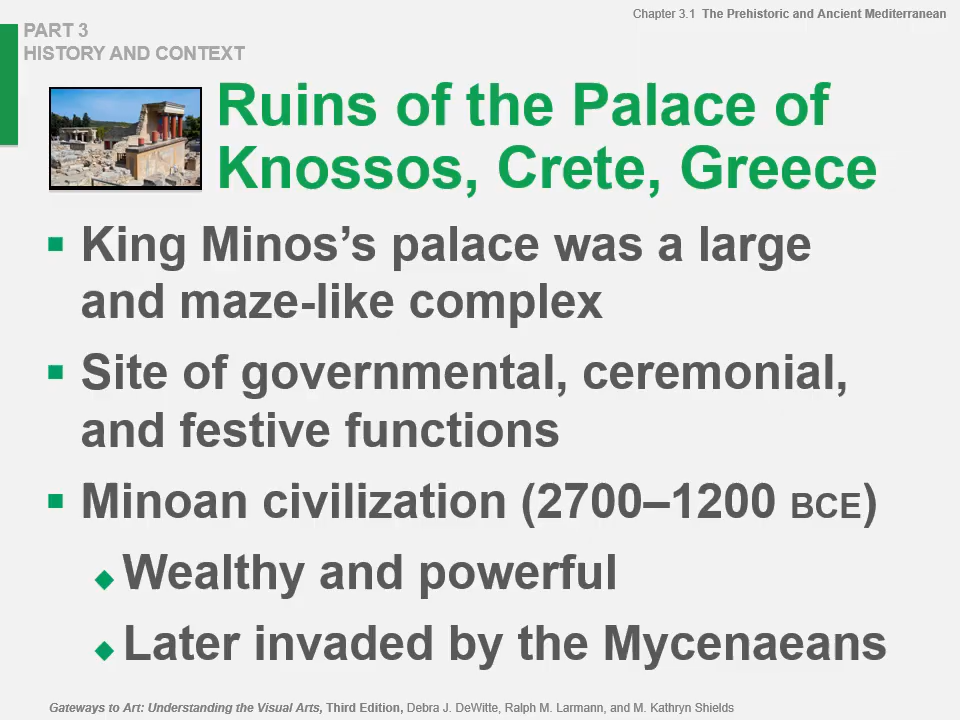 Chapter 3.1 The Prehistoric and Ancient Mediterranean
PART 3
HISTORY AND CONTEXT
Ruins of the Palace of
Knossos, Crete, Greece
King Minos’s palace was a large
and maze-like complex
Site of governmental, ceremonial,
and festive functions
Minoan civilization (2700–1200 BCE)
Wealthy and powerful
Later invaded by the Mycenaeans
Gateways to Art: Understanding the Visual Arts, Third Edition, Debra J. DeWitte, Ralph M. Larmann, and M. Kathryn Shields